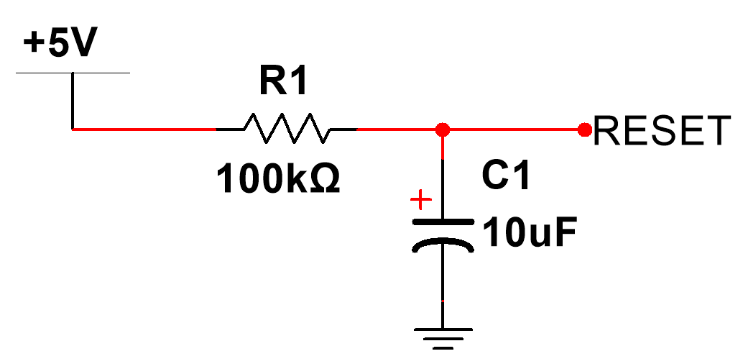 +5V
R1
RESET
100kΩ
C1
+
10uF